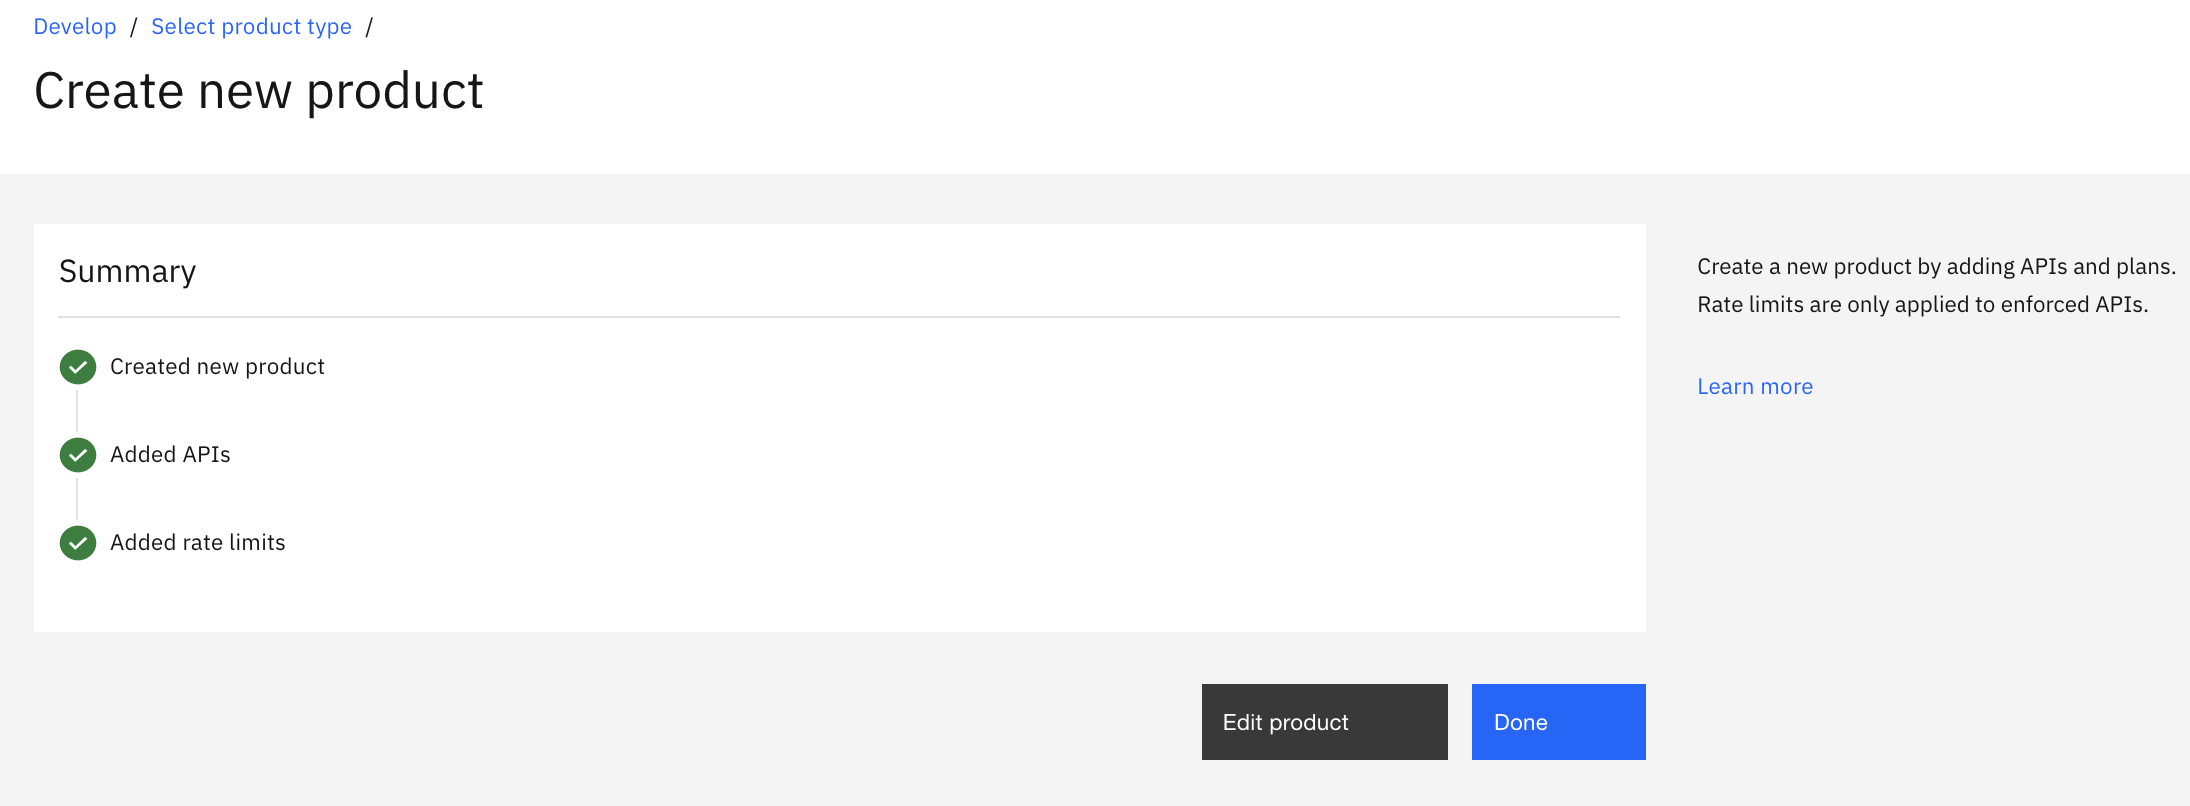 Develop / Select product type /
Create new product
Summary
Created new product
Added APIs
Added rate limits
Create a new product by adding APIs and plans.
Rate limits are only applied to enforced APIs.
Learn more
Edit product
Done